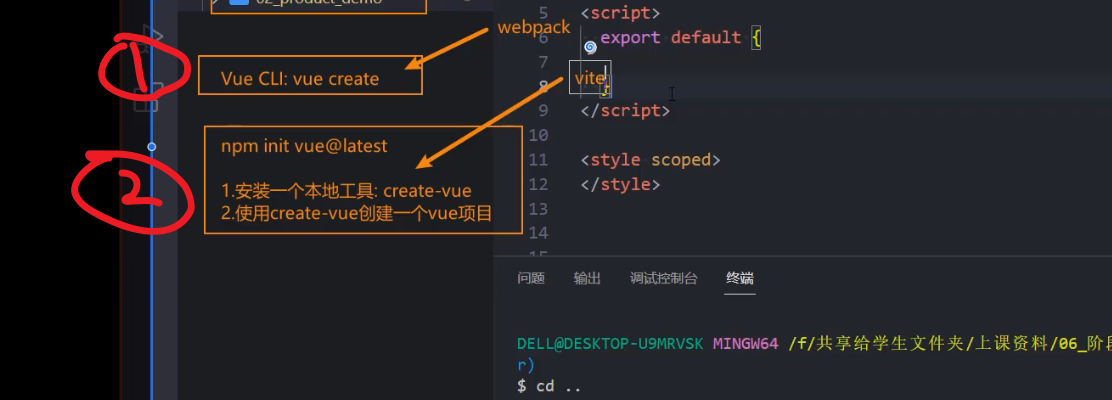 02_product_demo
webpack
① Vue CLI: vue create
vite
② npm init vue@latest
1.安装一个本地工具: create-vue
2.使用create-vue创建一个vue项目
5 <script>
6 export default {
7
8 }
9 </script>
10
11 <style scoped>
12 </style>
13
14
15
问题 输出 调试控制台 终端
DELL@DESKTOP-U9MRVSK MINGW64 /f/共享给学生文件夹/上课资料/06_阶段
r)
$ cd ..